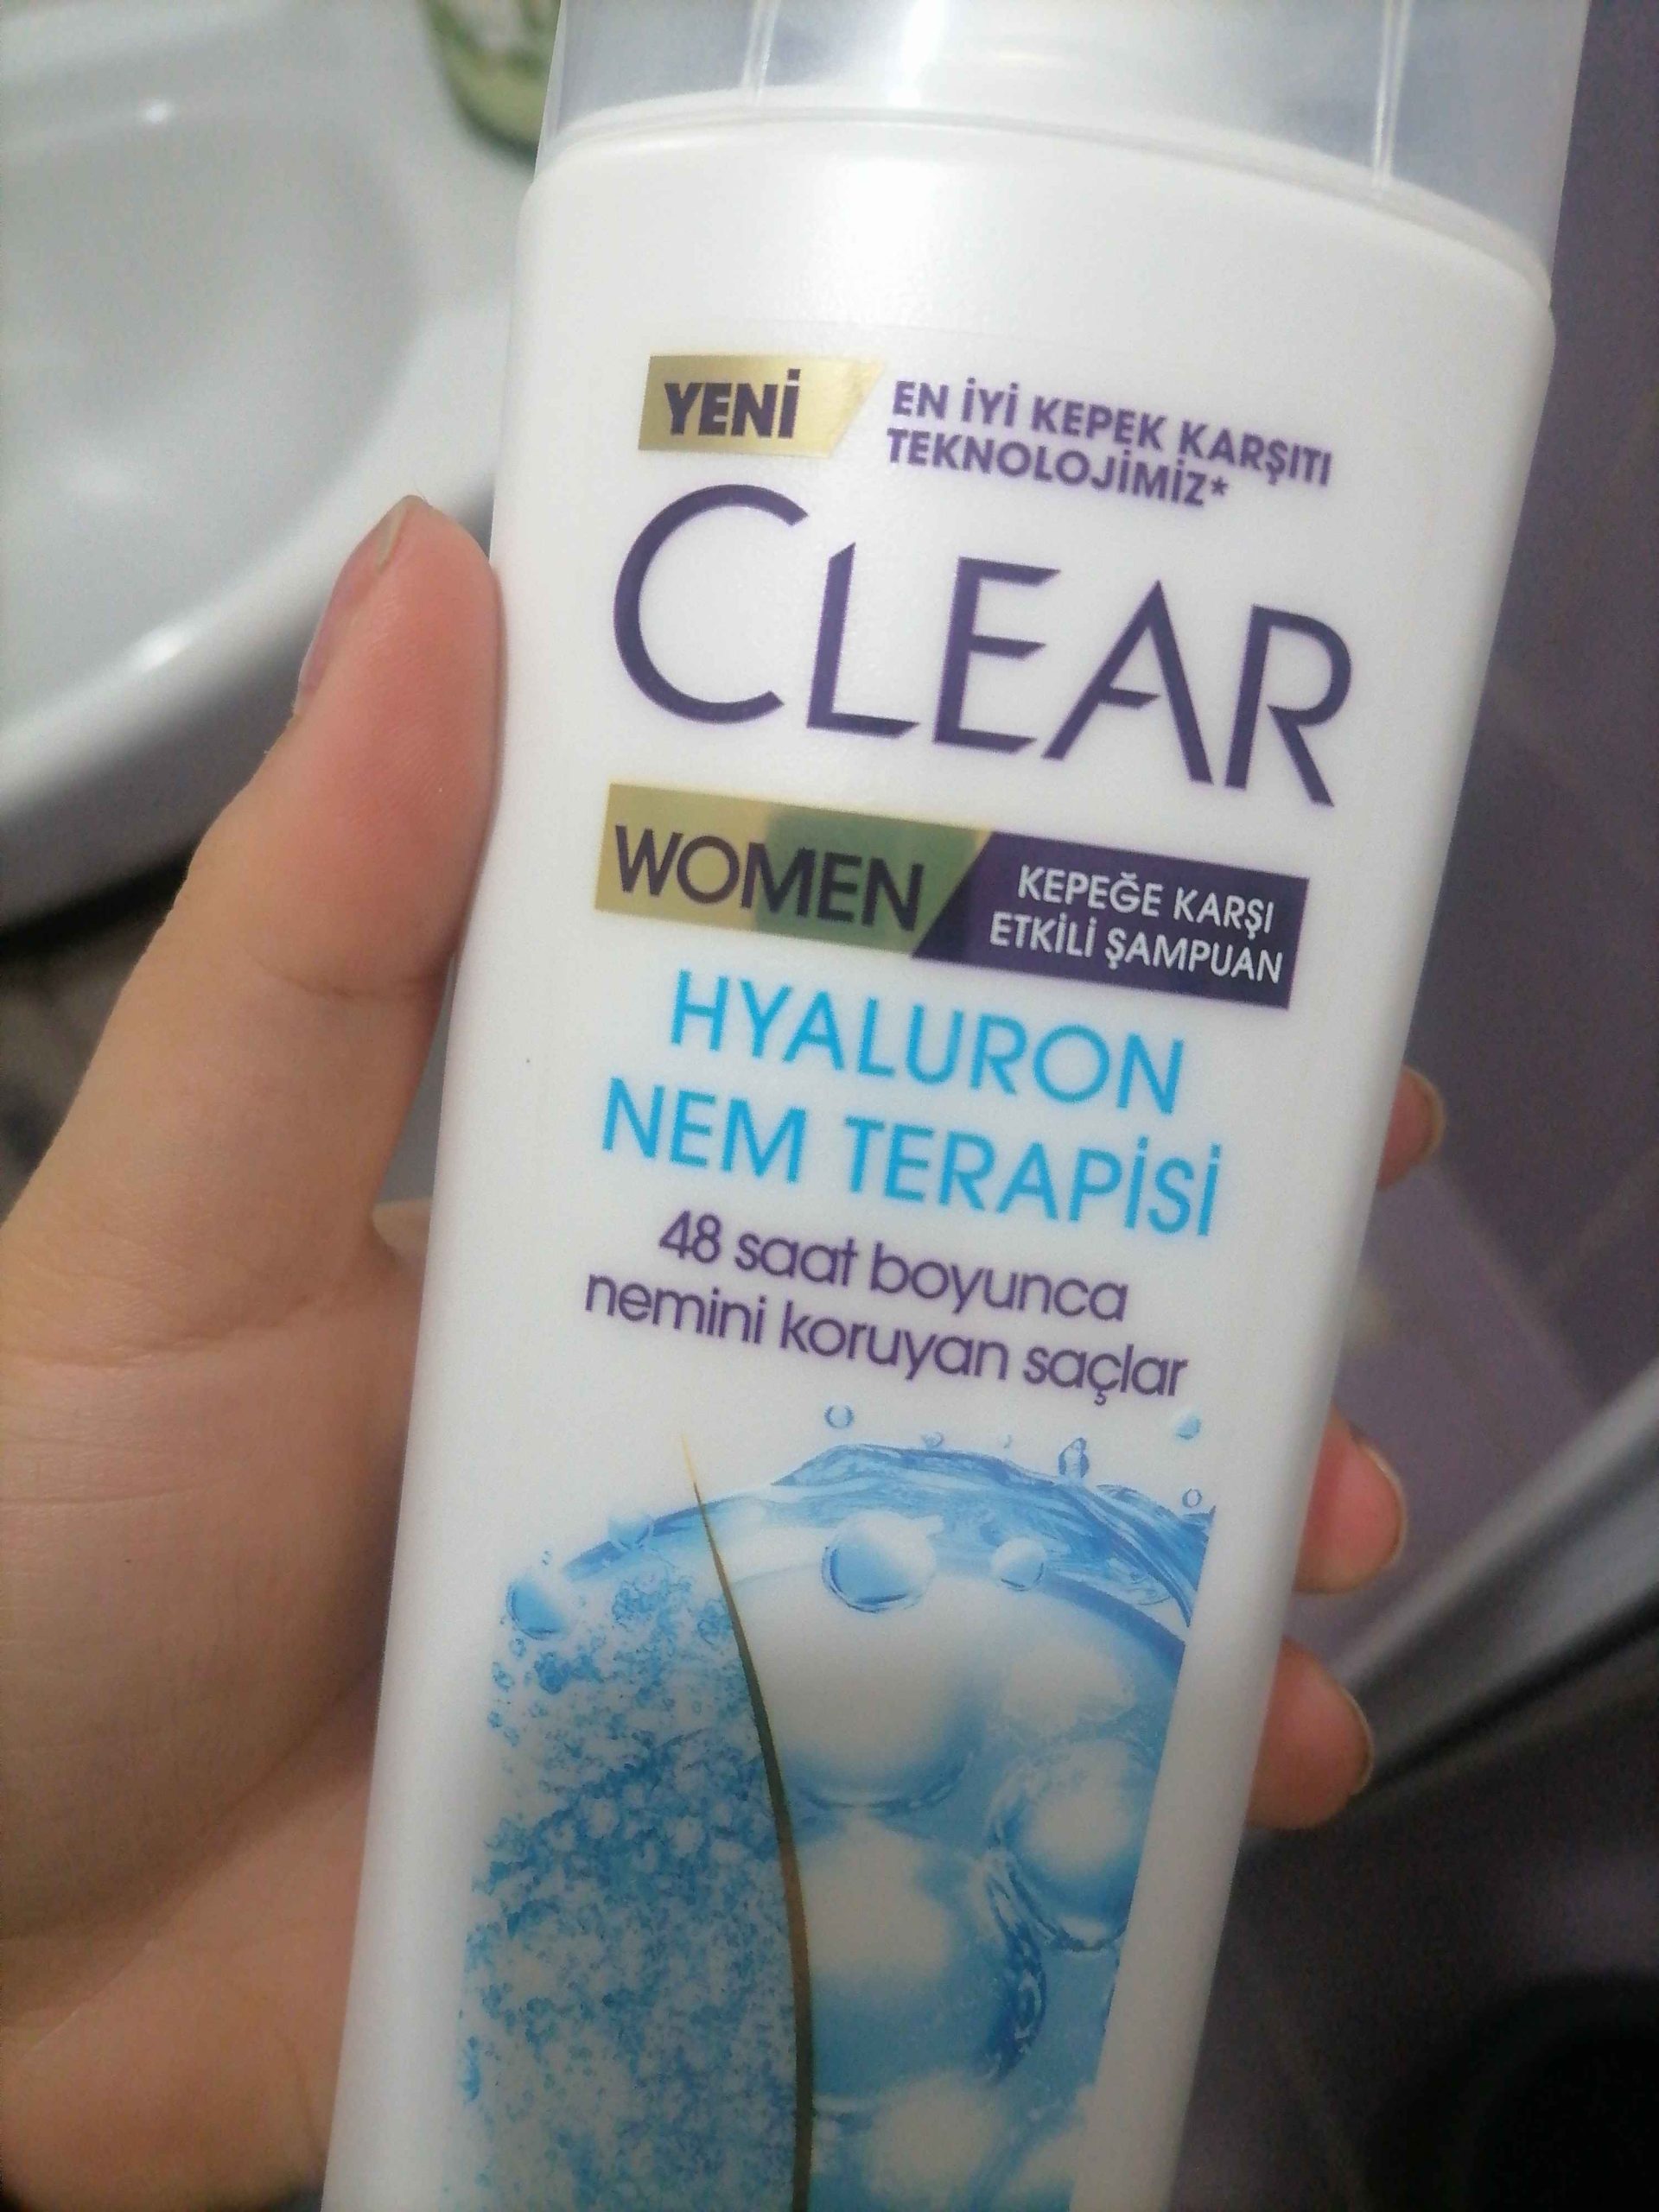 YENİ
EN İYİ KEPEK KARŞITI
TEKNOLOJİMİZ*
CLEAR
WOMEN
KEPEĞE KARŞI
ETKİLİ ŞAMPUAN
HYALURON
NEM TERAPİSİ
48 saat boyunca
nemini koruyan saçlar